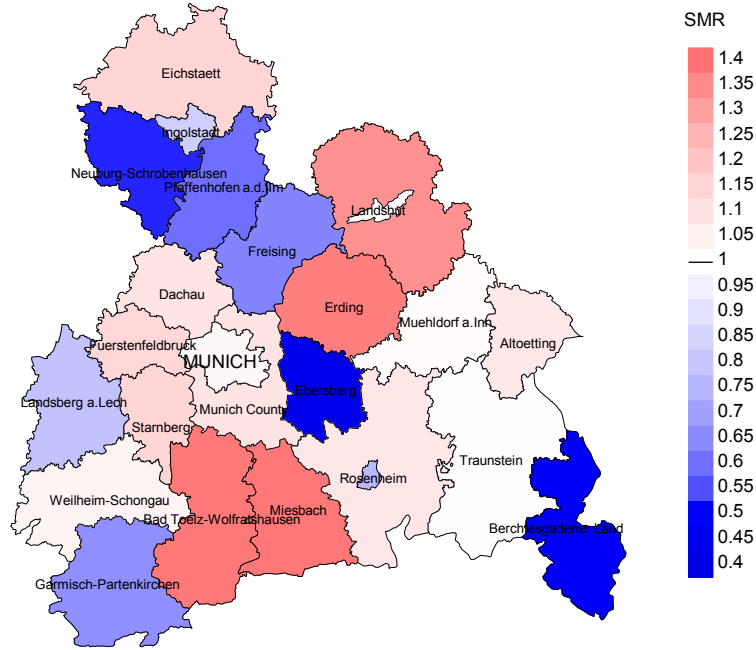 SMR
1.4
1.35
1.3
1.25
1.2
1.15
1.1
1.05
1
0.95
0.9
0.85
0.8
0.75
0.7
0.65
0.6
0.55
0.5
0.45
0.4
Eichstaett
Ingolstadt
Neuburg-Schrobenhausen
Pfaffenhofen a.d.Ilm
Landshut
Freising
Dachau
Erding
Muehldorf a.Inn
Altoetting
Fuerstenfeldbruck
MUNICH
Ebersberg
Landsberg a.Lech
Munich County
Starnberg
Traunstein
Rosenheim
Weilheim-Schongau
Miesbach
Bad Toelz-Wolfratshausen
Berchtesgadener Land
Garmisch-Partenkirchen